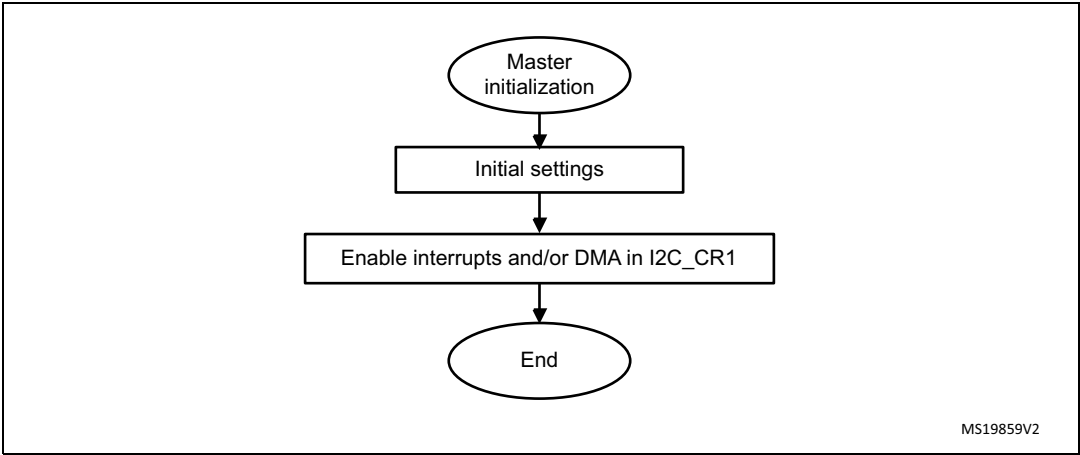 Master
initialization
Initial settings
Enable interrupts and/or DMA in I2C_CR1
End
MS19859V2